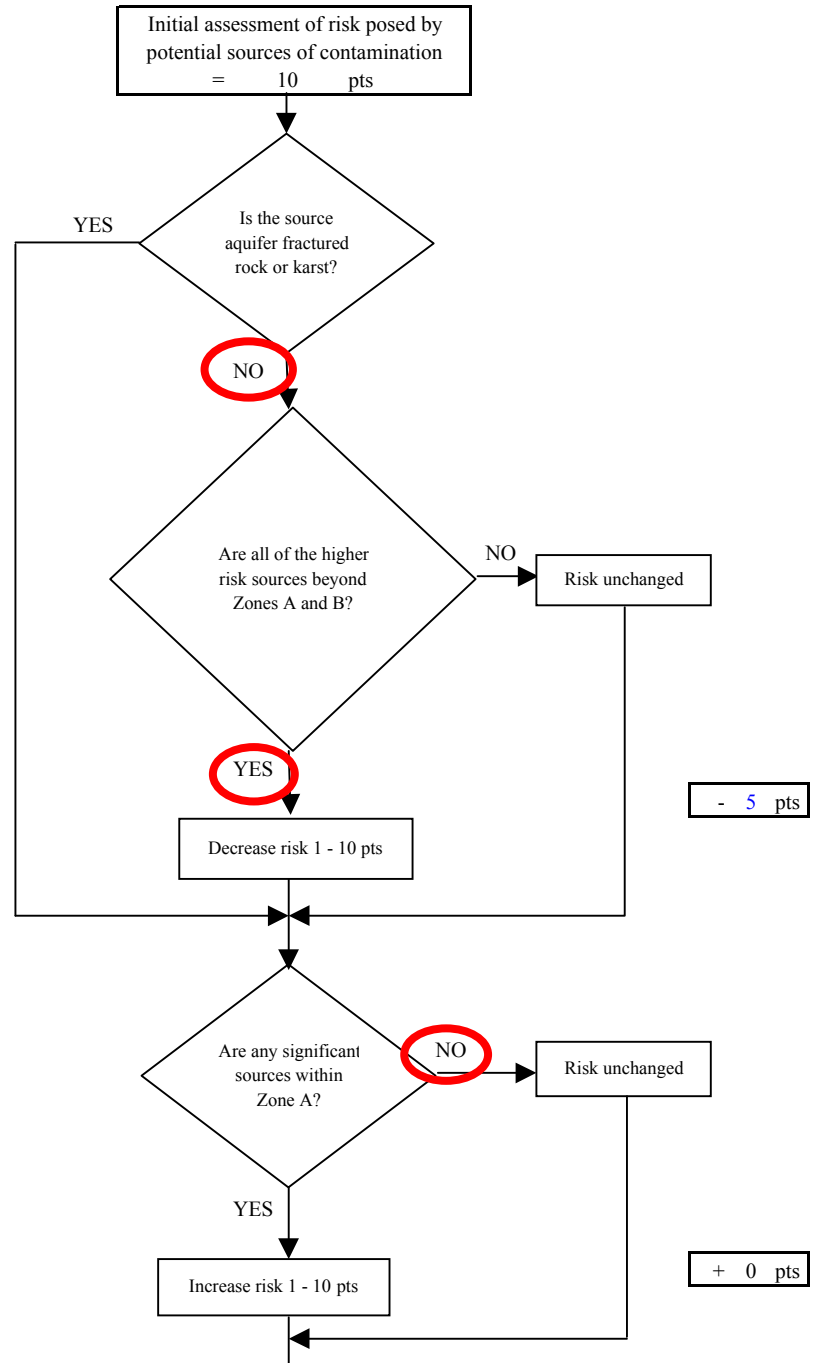 Initial assessment of risk posed by
potential sources of contamination
= 10 pts
YES
Is the source
aquifer fractured
rock or karst?
NO
Are all of the higher
risk sources beyond
Zones A and B?
NO
Risk unchanged
YES
- 5 pts
Decrease risk 1 - 10 pts
Are any significant
sources within
Zone A?
NO
Risk unchanged
YES
+ 0 pts
Increase risk 1 - 10 pts